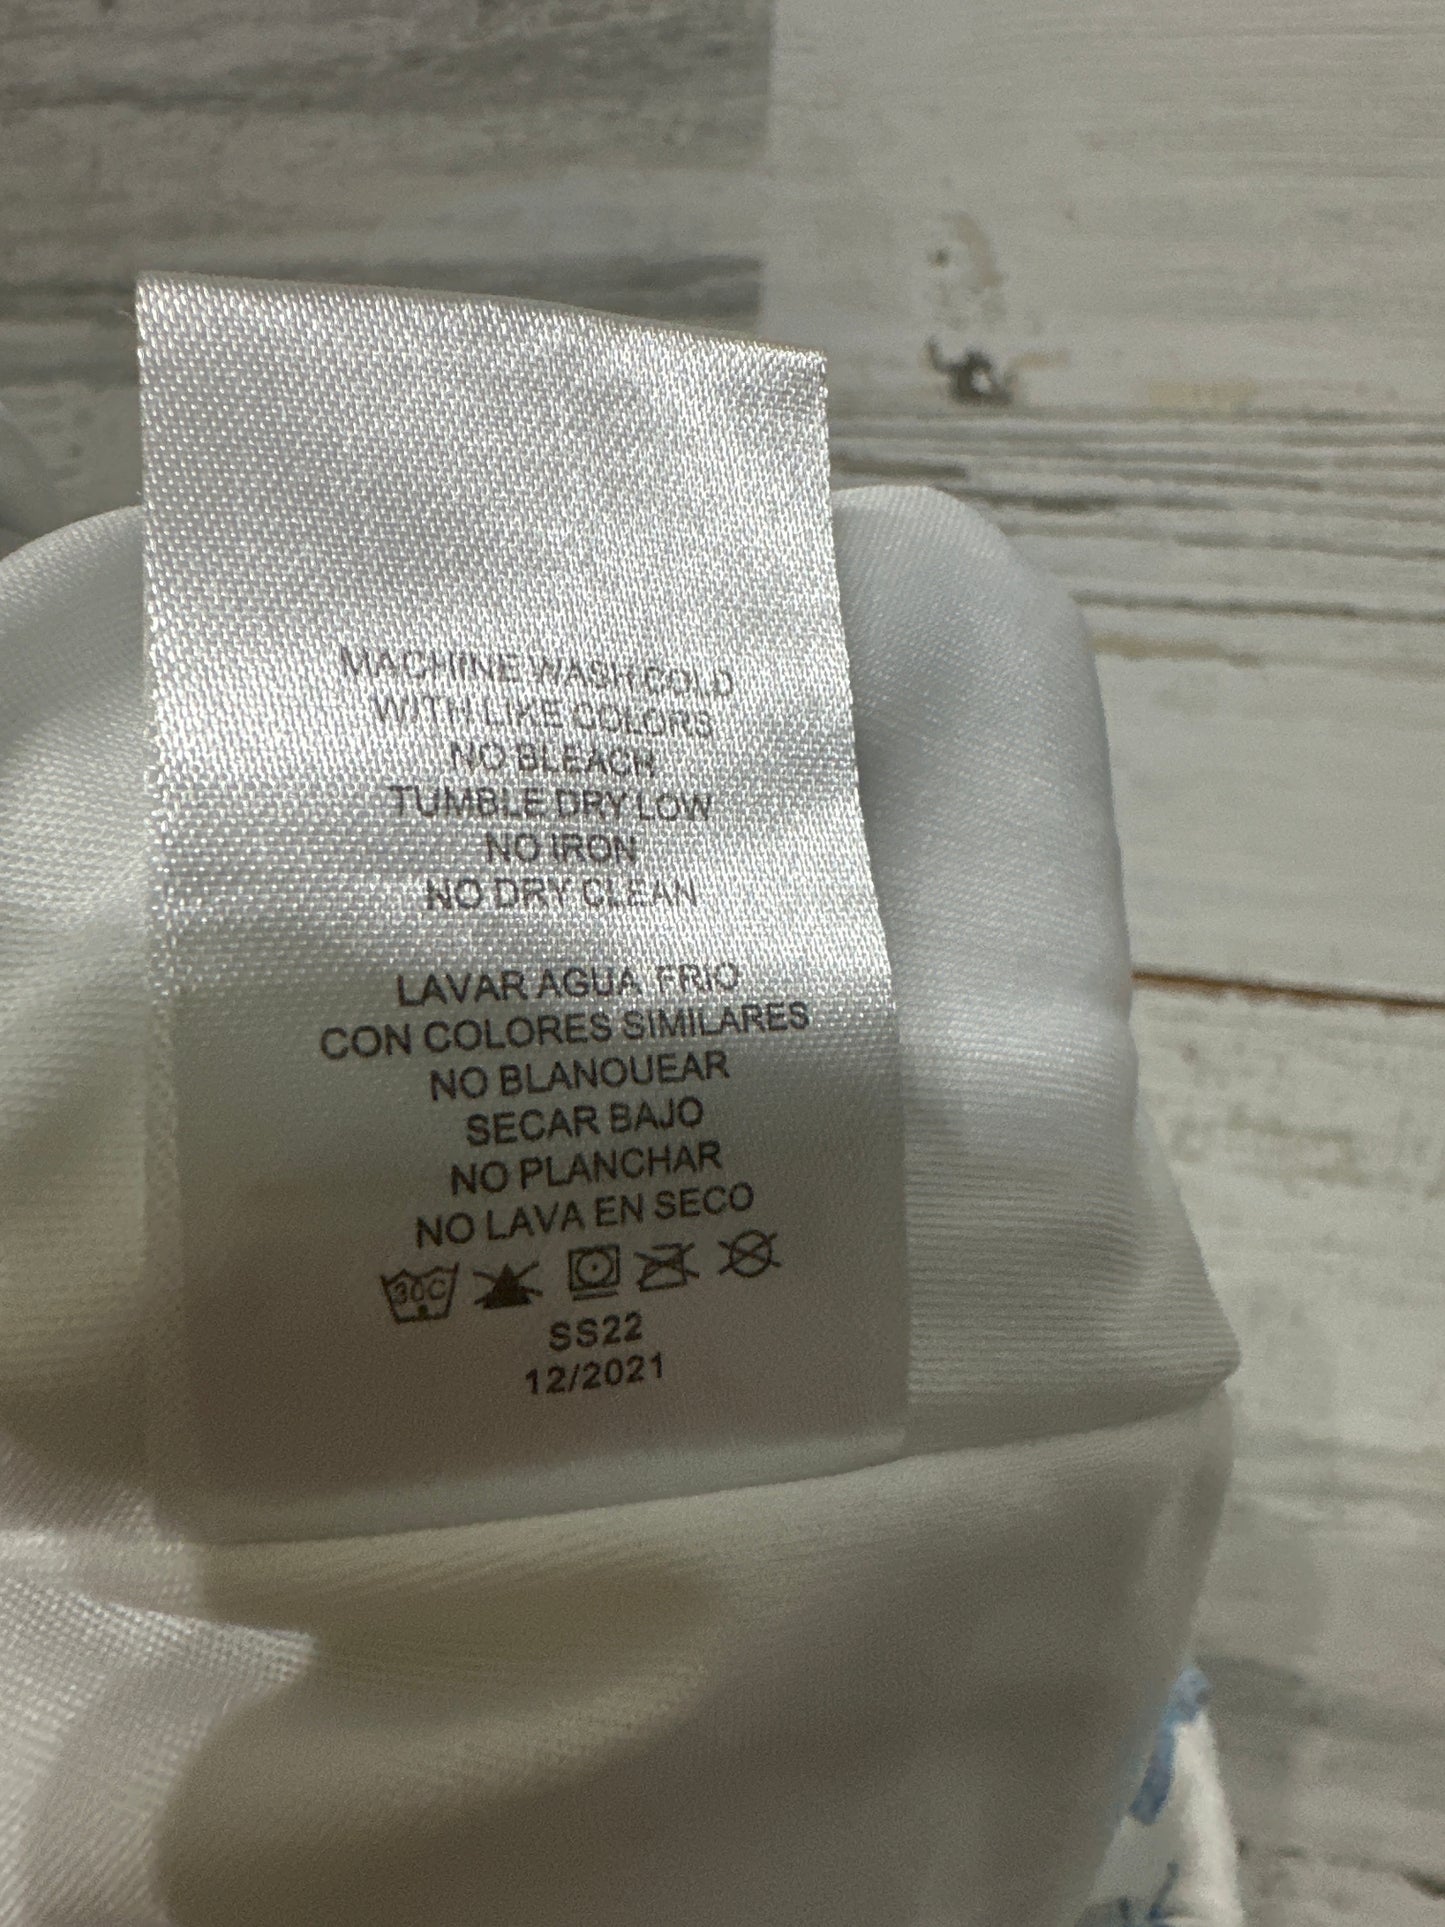 MACHINE WASH COLD
WITH LIKE COLORS
NO BLEACH
TUMBLE DRY LOW
NO IRON
NO DRY CLEAN
LAVAR AGUA FRIO
CON COLORES SIMILARES
NO BLANOUEAR
SECAR BAJO
NO PLANCHAR
NO LAVA EN SECO
30C
SS22
12/2021